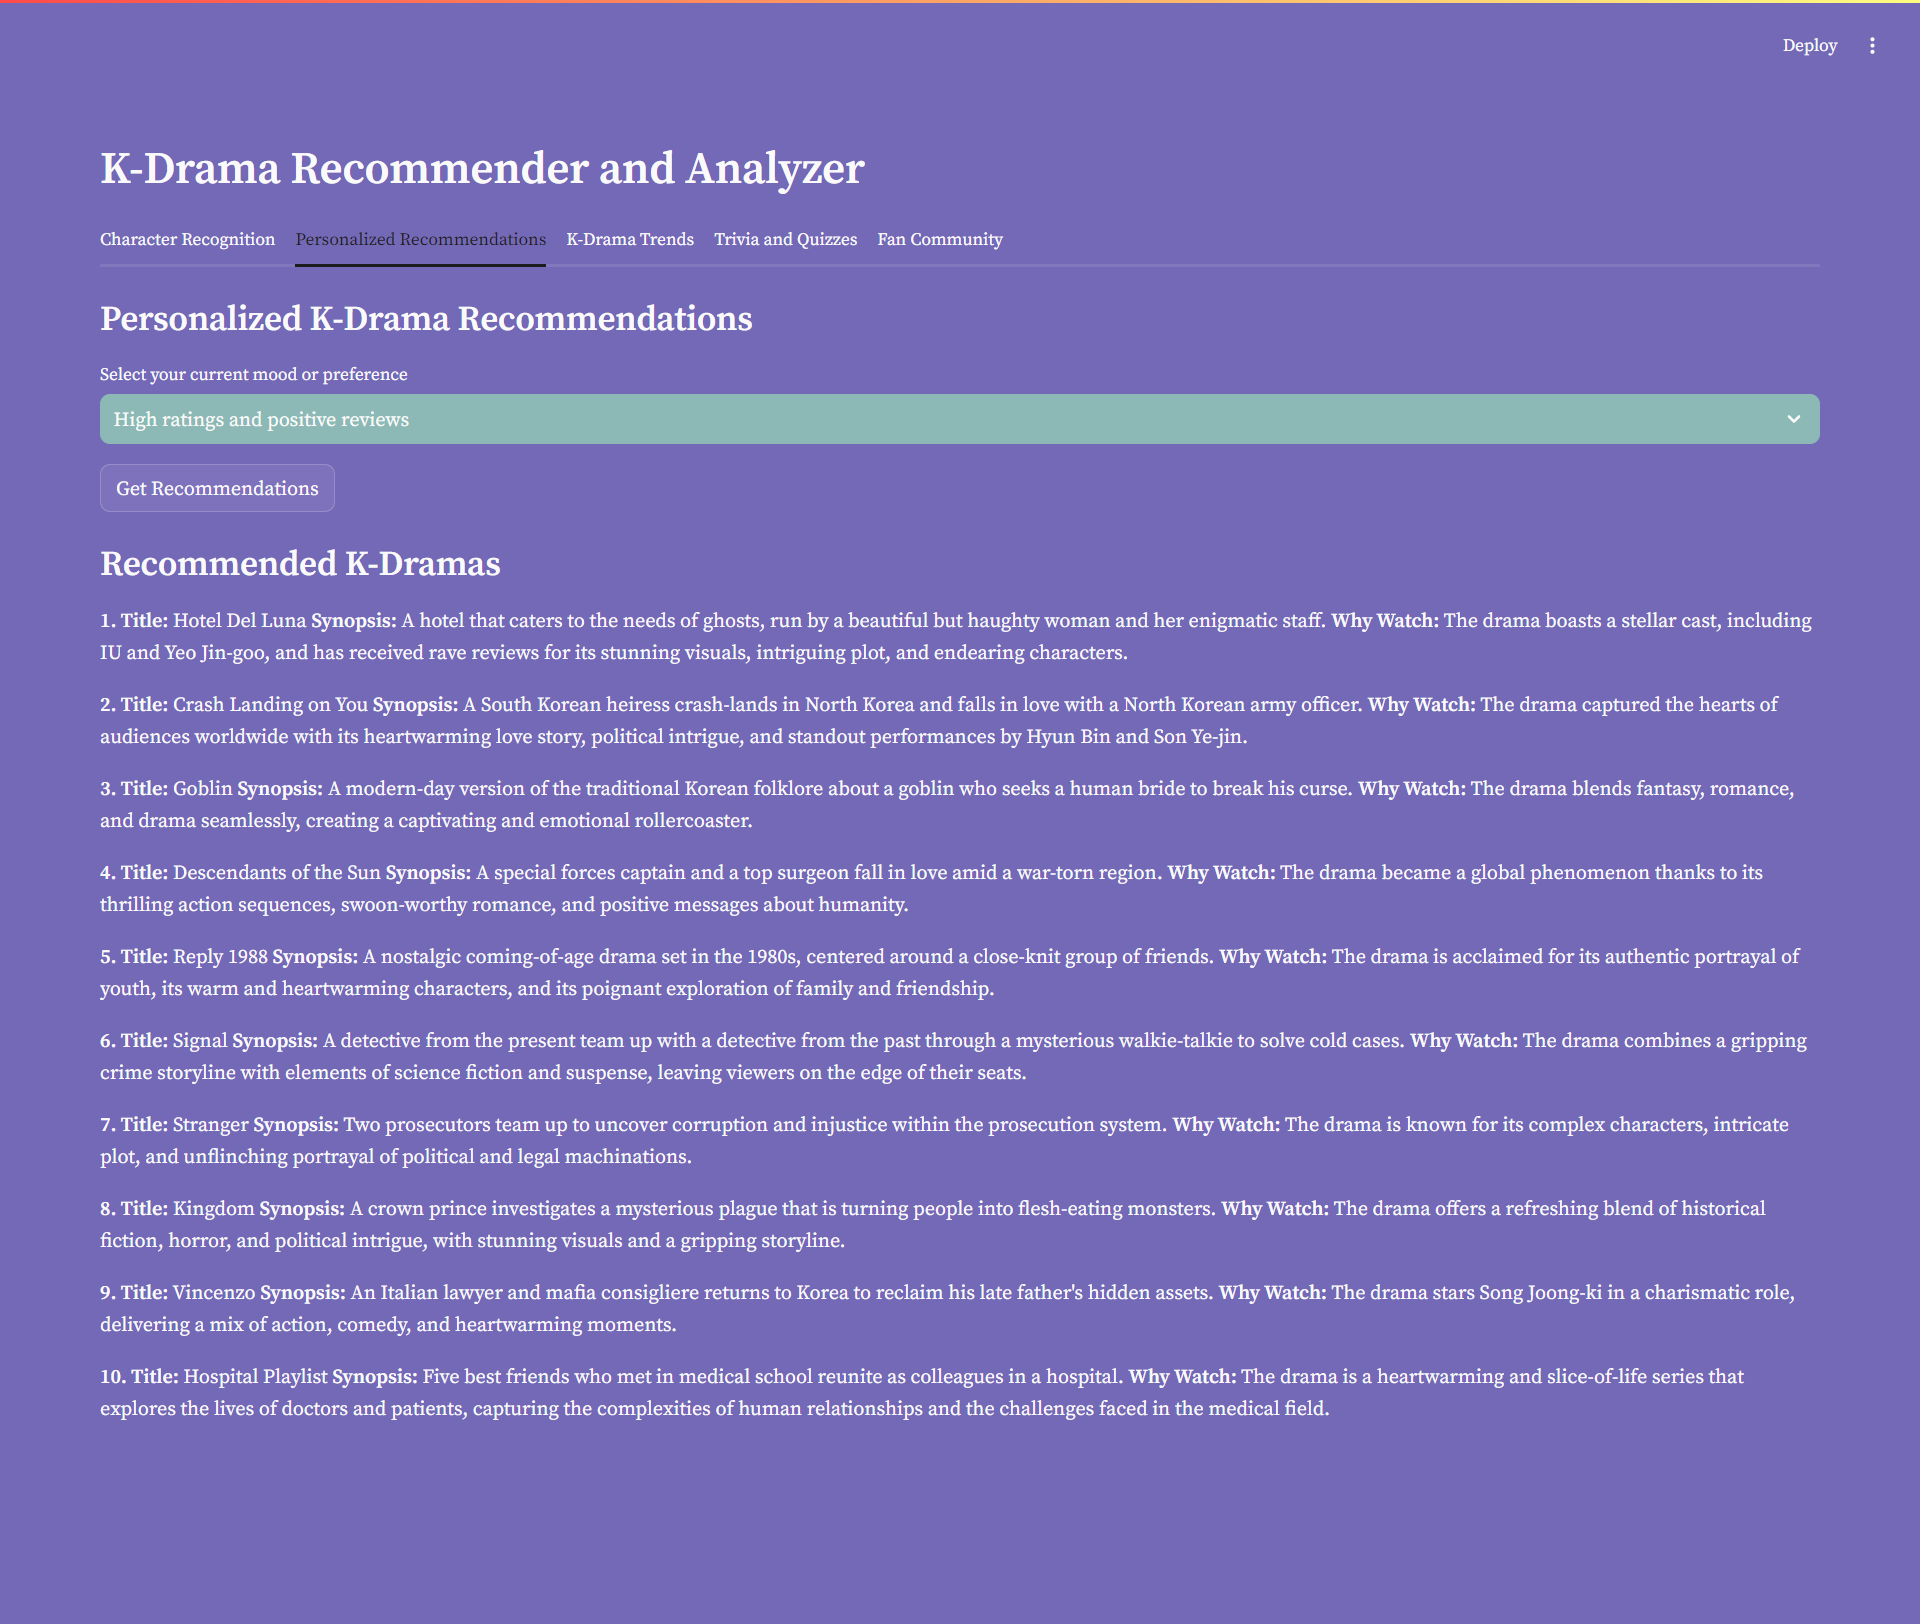 Deploy
K-Drama Recommender and Analyzer
Character Recognition Personalized Recommendations K-Drama Trends Trivia and Quizzes Fan Community
Personalized K-Drama Recommendations
Select your current mood or preference
High ratings and positive reviews
Get Recommendations
Recommended K-Dramas
1. Title: Hotel Del Luna Synopsis: A hotel that caters to the needs of ghosts, run by a beautiful but haughty woman and her enigmatic staff. Why Watch: The drama boasts a stellar cast, including
IU and Yeo Jin-goo, and has received rave reviews for its stunning visuals, intriguing plot, and endearing characters.
2. Title: Crash Landing on You Synopsis: A South Korean heiress crash-lands in North Korea and falls in love with a North Korean army officer. Why Watch: The drama captured the hearts of
audiences worldwide with its heartwarming love story, political intrigue, and standout performances by Hyun Bin and Son Ye-jin.
3. Title: Goblin Synopsis: A modern-day version of the traditional Korean folklore about a goblin who seeks a human bride to break his curse. Why Watch: The drama blends fantasy, romance,
and drama seamlessly, creating a captivating and emotional rollercoaster.
4. Title: Descendants of the Sun Synopsis: A special forces captain and a top surgeon fall in love amid a war-torn region. Why Watch: The drama became a global phenomenon thanks to its
thrilling action sequences, swoon-worthy romance, and positive messages about humanity.
5. Title: Reply 1988 Synopsis: A nostalgic coming-of-age drama set in the 1980s, centered around a close-knit group of friends. Why Watch: The drama is acclaimed for its authentic portrayal of
youth, its warm and heartwarming characters, and its poignant exploration of family and friendship.
6. Title: Signal Synopsis: A detective from the present team up with a detective from the past through a mysterious walkie-talkie to solve cold cases. Why Watch: The drama combines a gripping
crime storyline with elements of science fiction and suspense, leaving viewers on the edge of their seats.
7. Title: Stranger Synopsis: Two prosecutors team up to uncover corruption and injustice within the prosecution system. Why Watch: The drama is known for its complex characters, intricate
plot, and unflinching portrayal of political and legal machinations.
8. Title: Kingdom Synopsis: A crown prince investigates a mysterious plague that is turning people into flesh-eating monsters. Why Watch: The drama offers a refreshing blend of historical
fiction, horror, and political intrigue, with stunning visuals and a gripping storyline.
9. Title: Vincenzo Synopsis: An Italian lawyer and mafia consigliere returns to Korea to reclaim his late father's hidden assets. Why Watch: The drama stars Song Joong-ki in a charismatic role,
delivering a mix of action, comedy, and heartwarming moments.
10. Title: Hospital Playlist Synopsis: Five best friends who met in medical school reunite as colleagues in a hospital. Why Watch: The drama is a heartwarming and slice-of-life series that
explores the lives of doctors and patients, capturing the complexities of human relationships and the challenges faced in the medical field.